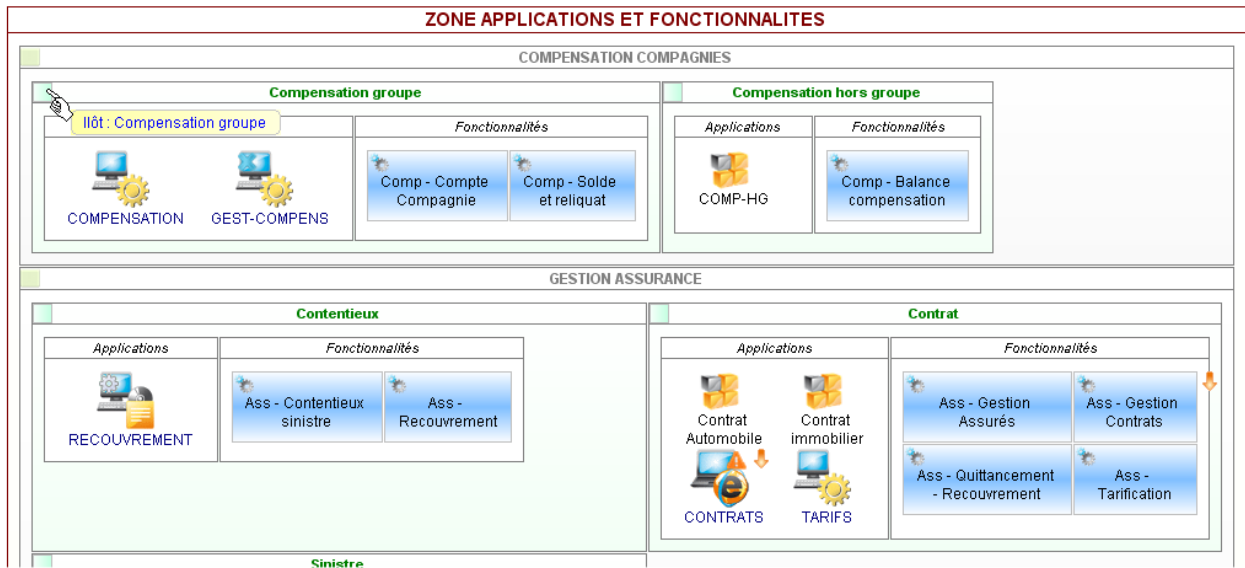 ZONE APPLICATIONS ET FONCTIONNALITES
COMPENSATION COMPAGNIES
Compensation groupe
Ilôt : Compensation groupe
Fonctionnalités
COMPENSATION
GEST-COMPENS
Comp - Compte
Compagnie
Comp - Solde
et reliquat
Compensation hors groupe
Applications
Fonctionnalités
COMP-HG
Comp - Balance
compensation
GESTION ASSURANCE
Contentieux
Applications
Fonctionnalités
RECOUVREMENT
Ass - Contentieux
sinistre
Ass -
Recouvrement
Contrat
Applications
Fonctionnalités
Contrat
Automobile
Contrat
immobilier
CONTRATS
TARIFS
Ass - Gestion
Assurés
Ass - Gestion
Contrats
Ass - Quittancement
- Recouvrement
Ass -
Tarification
Sinistre